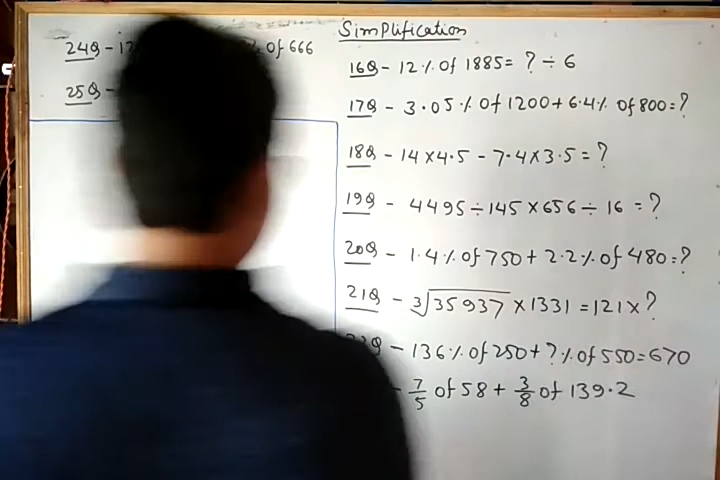 Simplification
24Q - of 666
25Q -
16Q - 12% of 1885 = ? ÷ 6
17Q - 3.05% of 1200 + 6.4% of 800 = ?
18Q - 14 × 4.5 - 7.4 × 3.5 = ?
19Q - 4495 ÷ 145 × 656 ÷ 16 = ?
20Q - 1.4% of 750 + 2.2% of 480 = ?
21Q - ∛35937 × 1331 = 121 × ?
- 136% of 250 + ?% of 550 = 670
- 7/5 of 58 + 3/8 of 139.2